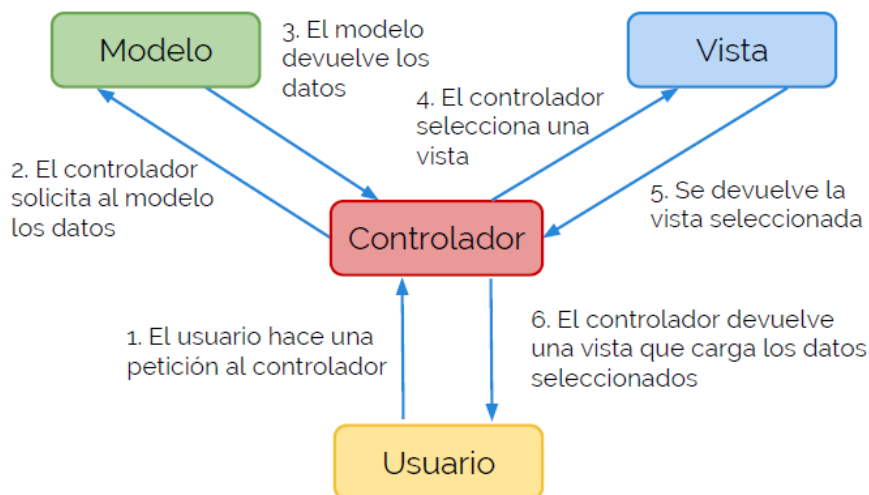 Modelo
3. El modelo
devuelve los
datos
Vista
4. El controlador
selecciona una
vista
2. El controlador
solicita al modelo
los datos
5. Se devuelve la
vista seleccionada
Controlador
1. El usuario hace una
petición al controlador
6. El controlador devuelve
una vista que carga los datos
seleccionados
Usuario